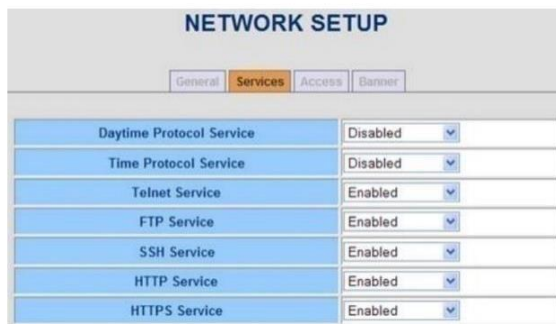 NETWORK SETUP
General Services Access Banner
Daytime Protocol Service Disabled
Time Protocol Service Disabled
Telnet Service Enabled
FTP Service Enabled
SSH Service Enabled
HTTP Service Enabled
HTTPS Service Enabled